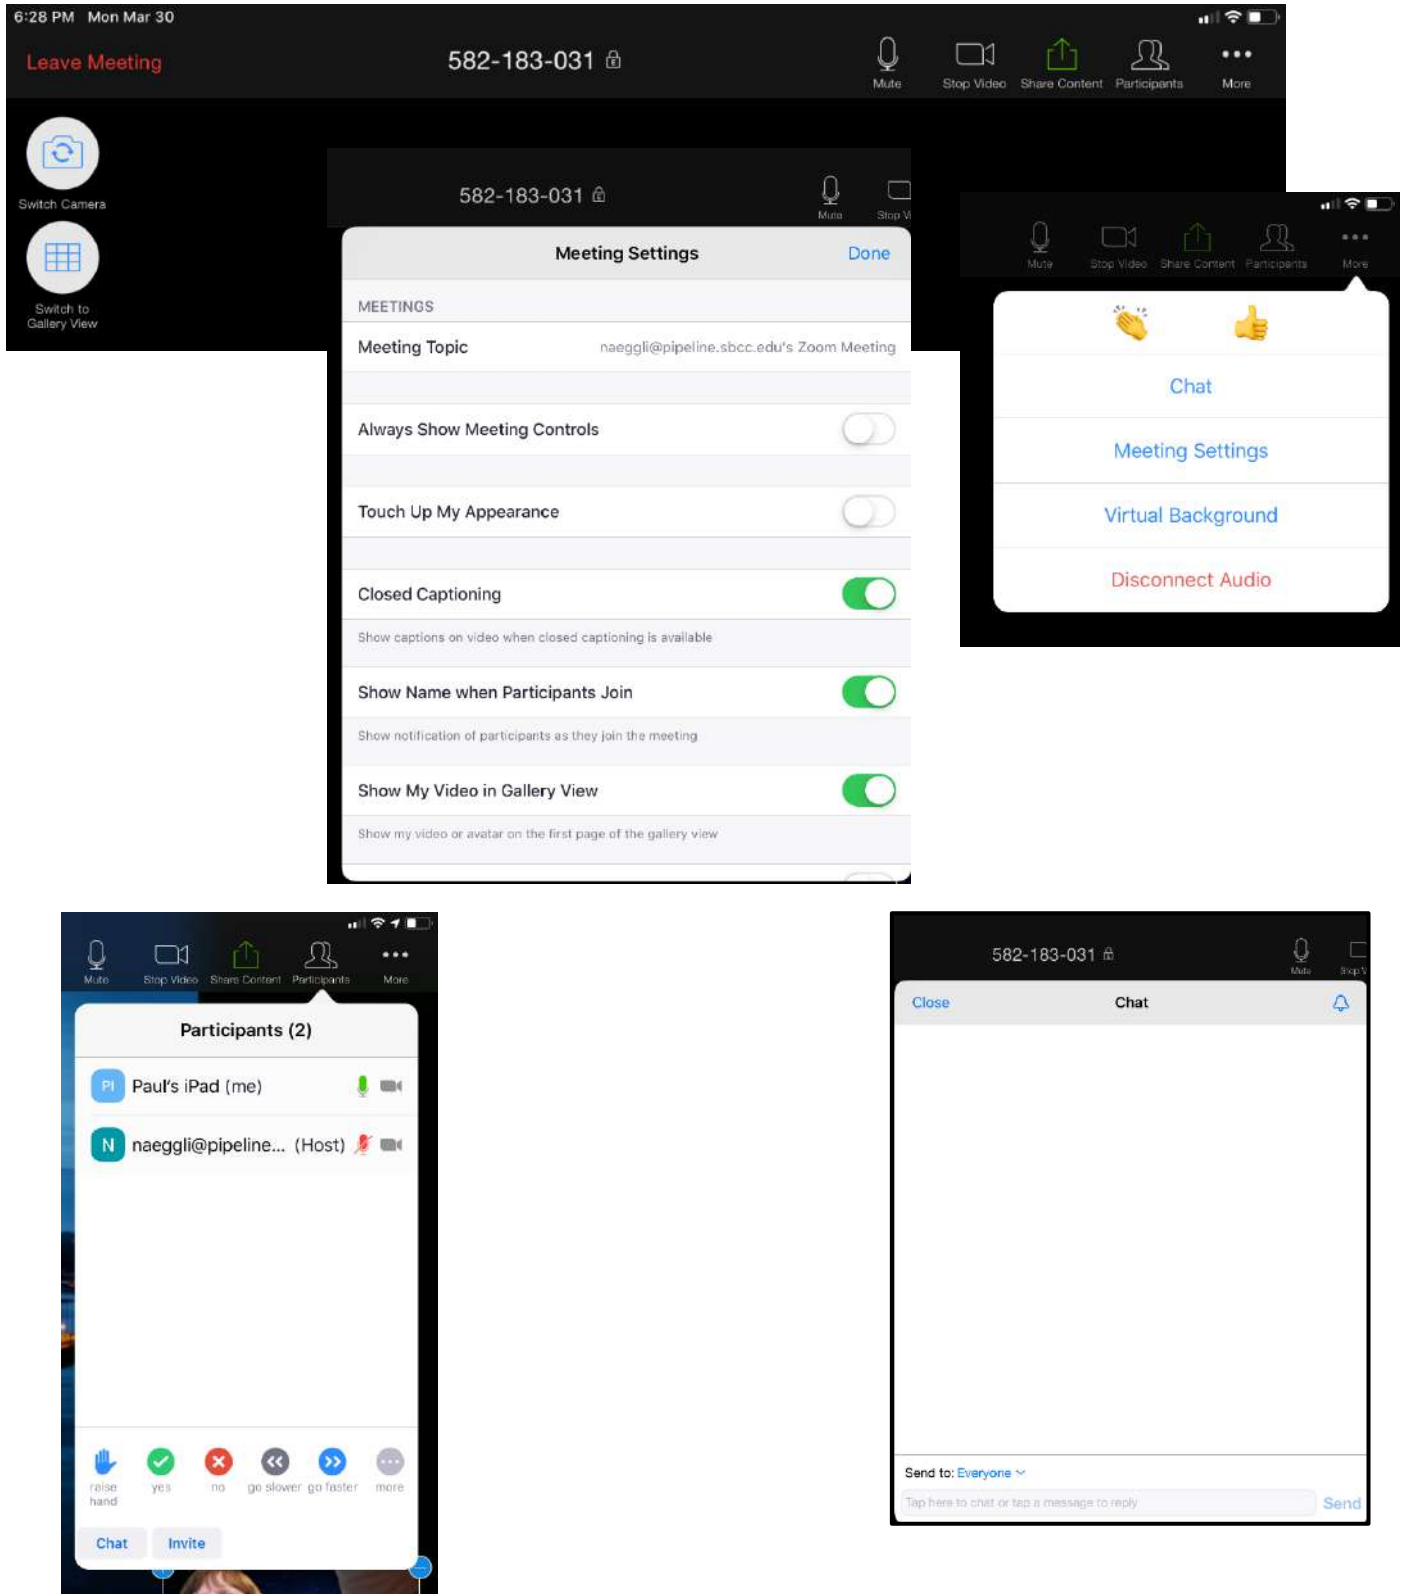 6:28 PM Mon Mar 30
Leave Meeting
582-183-031
Mute
Stop Video
Share Content
Participants
More
Switch Camera
Switch to
Gallery View
582-183-031
Mute
Stop V
Meeting Settings
Done
MEETINGS
Meeting Topic
naeggli@pipeline.sbcc.edu's Zoom Meeting
Always Show Meeting Controls
Touch Up My Appearance
Closed Captioning
Show captions on video when closed captioning is available
Show Name when Participants Join
Show notification of participants as they join the meeting
Show My Video in Gallery View
Show my video or avatar on the first page of the gallery view
Mute
Stop Video
Share Content
Participants
More
Chat
Meeting Settings
Virtual Background
Disconnect Audio
Mute
Stop Video
Share Content
Participants
More
Participants (2)
PI
Paul's iPad (me)
N
naeggli@pipeline... (Host)
raise
hand
yes
no
go slower
go faster
more
Chat
Invite
582-183-031
Mute
Stop V
Close
Chat
Send to: Everyone
Tap here to chat or tap a message to reply
Send